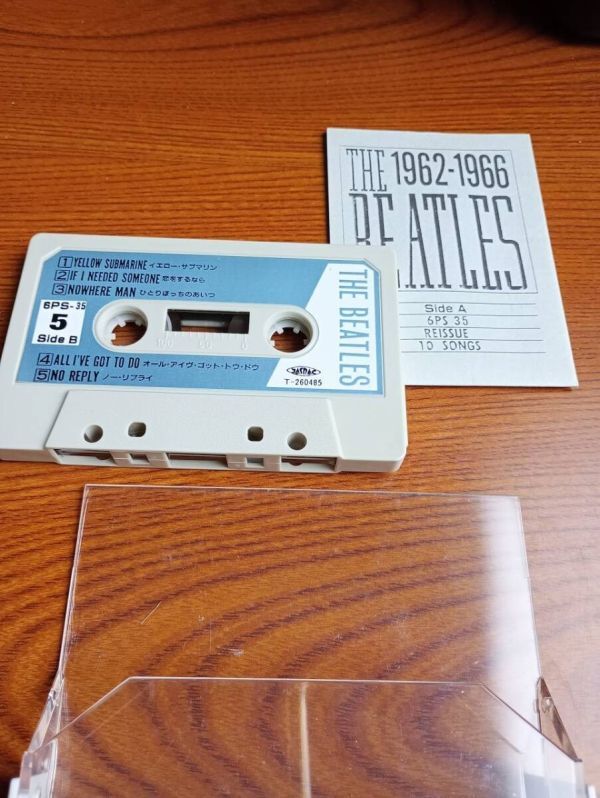 THE 1962-1966
BEATLES
Side A
6PS 35
REISSUE
10 SONGS
1 YELLOW SUBMARINE イエロー・サブマリン
2 IF I NEEDED SOMEONE 恋をするなら
3 NOWHERE MAN ひとりぼっちのあいつ
6PS-35
5
Side B
100 50 0
4 ALL I'VE GOT TO DO オール・アイヴ・ゴット・トゥ・ドゥ
5 NO REPLY ノー・リプライ
THE BEATLES
JASRAC
T-260485